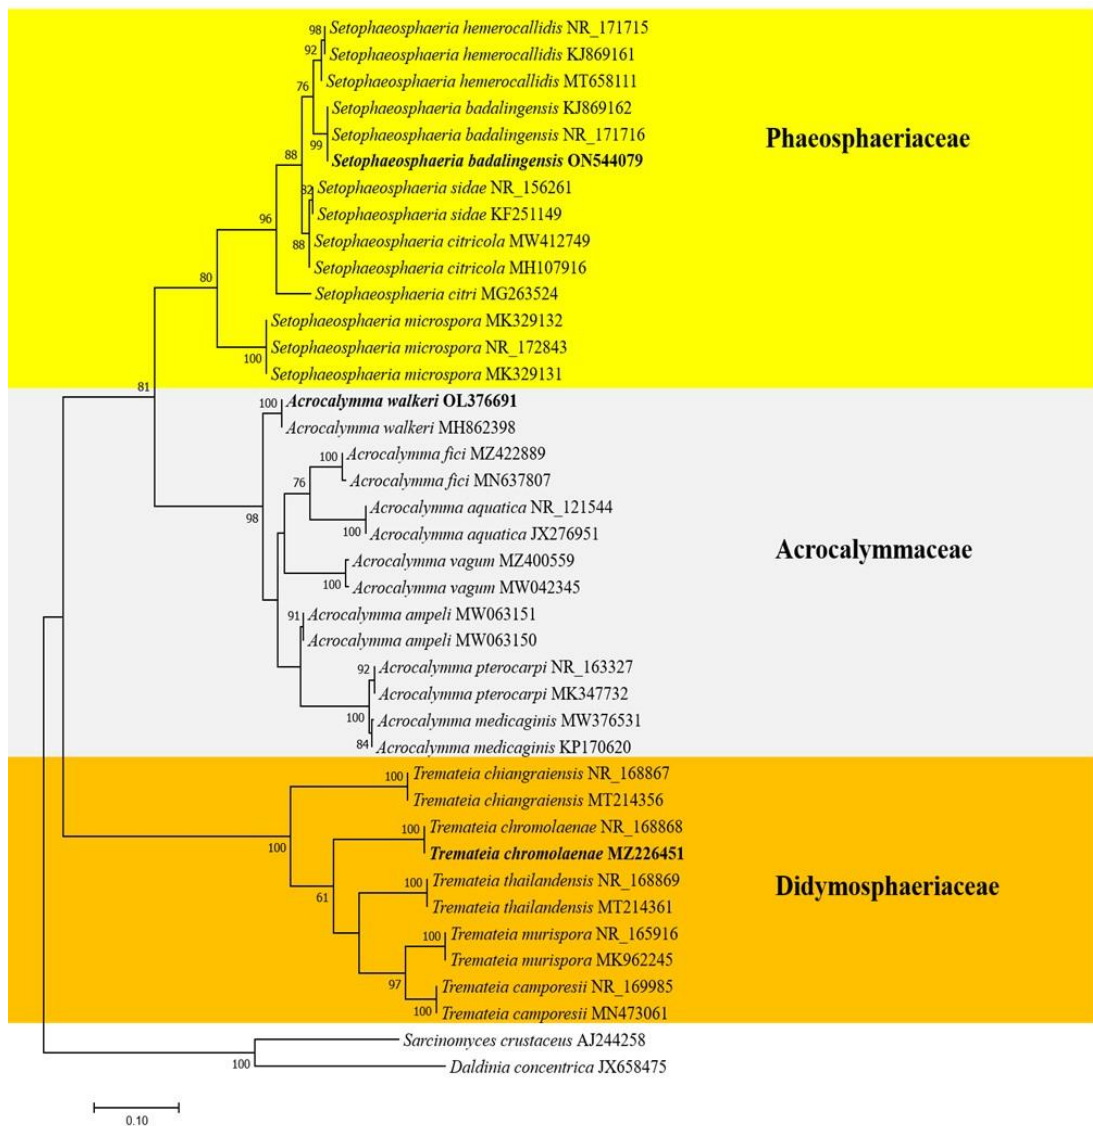 98 Setophaeosphaeria hemerocallidis NR_171715
92 Setophaeosphaeria hemerocallidis KJ869161
Setophaeosphaeria hemerocallidis MT658111
76
Setophaeosphaeria badalingensis KJ869162
Setophaeosphaeria badalingensis NR_171716
Phaeosphaeriaceae
99
88
Setophaeosphaeria badalingensis ON544079
82 Setophaeosphaeria sidae NR_156261
Setophaeosphaeria sidae KF251149
96
Setophaeosphaeria citricola MW412749
88
Setophaeosphaeria citricola MH107916
80
Setophaeosphaeria citri MG263524
Setophaeosphaeria microspora MK329132
Setophaeosphaeria microspora NR_172843
100
Setophaeosphaeria microspora MK329131
81
100 Acrocalymma walkeri OL376691
Acrocalymma walkeri MH862398
100 Acrocalymma fici MZ422889
Acrocalymma fici MN637807
76
Acrocalymma aquatica NR_121544
98
100 Acrocalymma aquatica JX276951
Acrocalymmaceae
Acrocalymma vagum MZ400559
100 Acrocalymma vagum MW042345
91 Acrocalymma ampeli MW063151
Acrocalymma ampeli MW063150
92 Acrocalymma pterocarpi NR_163327
Acrocalymma pterocarpi MK347732
100
Acrocalymma medicaginis MW376531
84 Acrocalymma medicaginis KP170620
100 Tremateia chiangraiensis NR_168867
Tremateia chiangraiensis MT214356
100 Tremateia chromolaenae NR_168868
100
Tremateia chromolaenae MZ226451
Didymosphaeriaceae
100 Tremateia thailandensis NR_168869
61
Tremateia thailandensis MT214361
100 Tremateia murispora NR_165916
Tremateia murispora MK962245
97
Tremateia camporesii NR_169985
100 Tremateia camporesii MN473061
Sarcinomyces crustaceus AJ244258
100
Daldinia concentrica JX658475
0.10